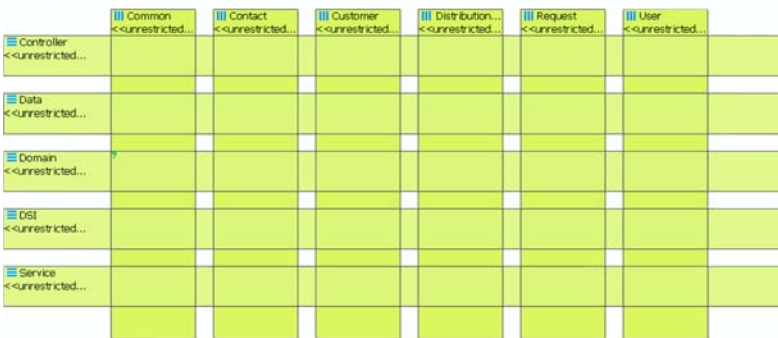 Common
Contact
Customer
Distribution...
Request
User
<<unrestricted...
<<unrestricted...
<<unrestricted...
<<unrestricted...
<<unrestricted...
<<unrestricted...
Controller
<<unrestricted...
Data
<<unrestricted...
Domain
<<unrestricted...
?
DSI
<<unrestricted...
Service
<<unrestricted...